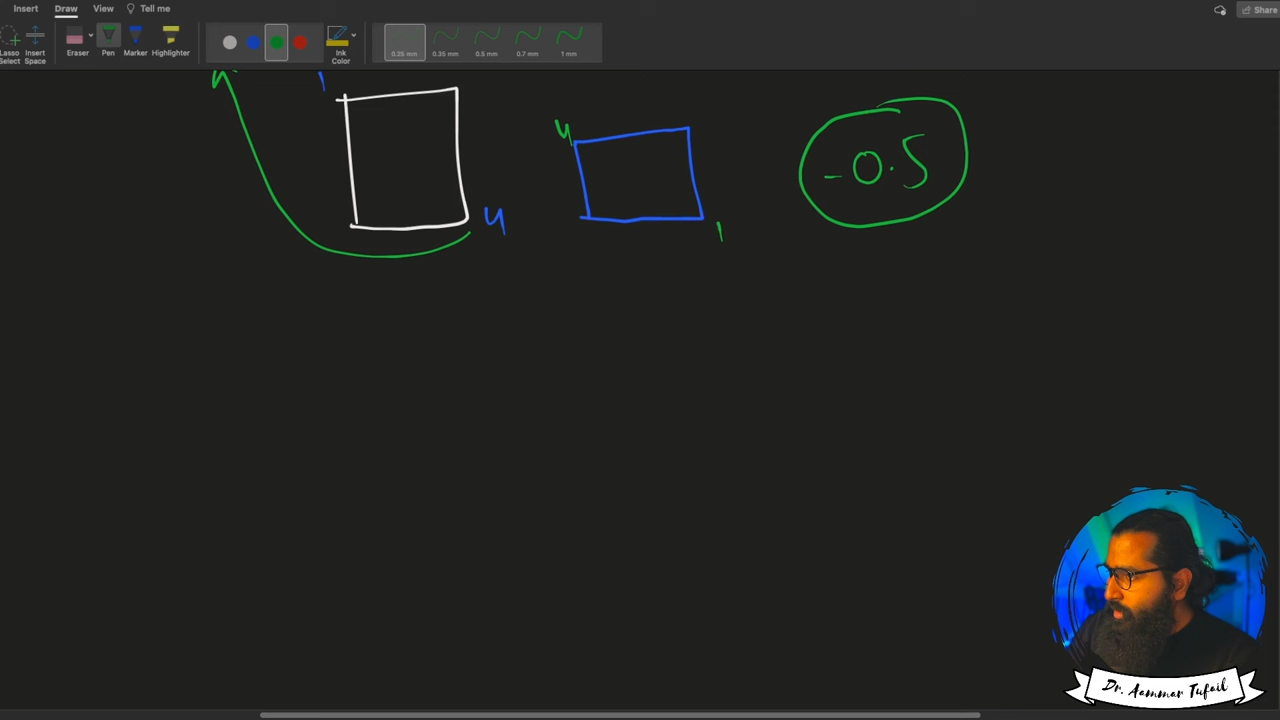 Insert Draw View Tell me
Share
Lasso Select
Insert Space
Eraser
Pen
Marker
Highlighter
Ink Color
0.25 mm 0.35 mm 0.5 mm 0.7 mm 1 mm
1
4
4
1
-0.5
Dr. Aammar Tufail